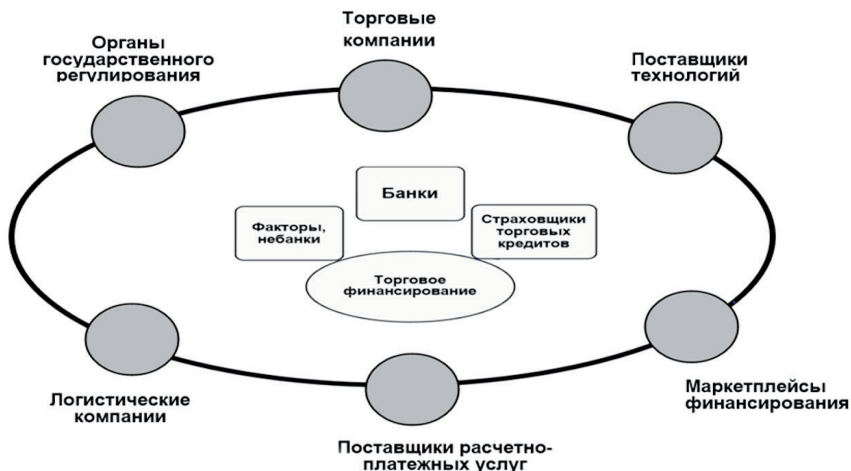 Торговые
компании
Органы
государственного
регулирования
Поставщики
технологий
Банки
Факторы,
небанки
Страховщики
торговых
кредитов
Торговое
финансирование
Логистические
компании
Маркетплейсы
финансирования
Поставщики расчетно-
платежных услуг